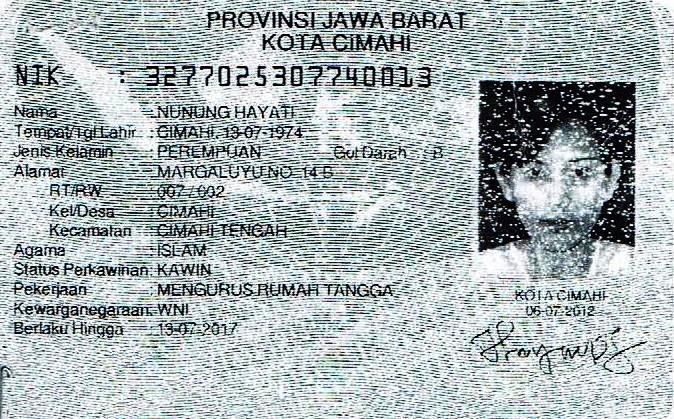 PROVINSI JAWA BARAT
KOTA CIMAHI
NIK : 3277025307740013
Nama : NUNUNG HAYATI
Tempat/Tgl Lahir : CIMAHI, 13-07-1974
Jenis Kelamin : PEREMPUAN Gol Darah : B
Alamat : MARGALUYU NO. 14 B
RT/RW : 007 / 002
Kel/Desa : CIMAHI
Kecamatan : CIMAHI TENGAH
Agama : ISLAM
Status Perkawinan: KAWIN
Pekerjaan : MENGURUS RUMAH TANGGA
Kewarganegaraan: WNI
Berlaku Hingga : 13-07-2017
KOTA CIMAHI
06-07-2012